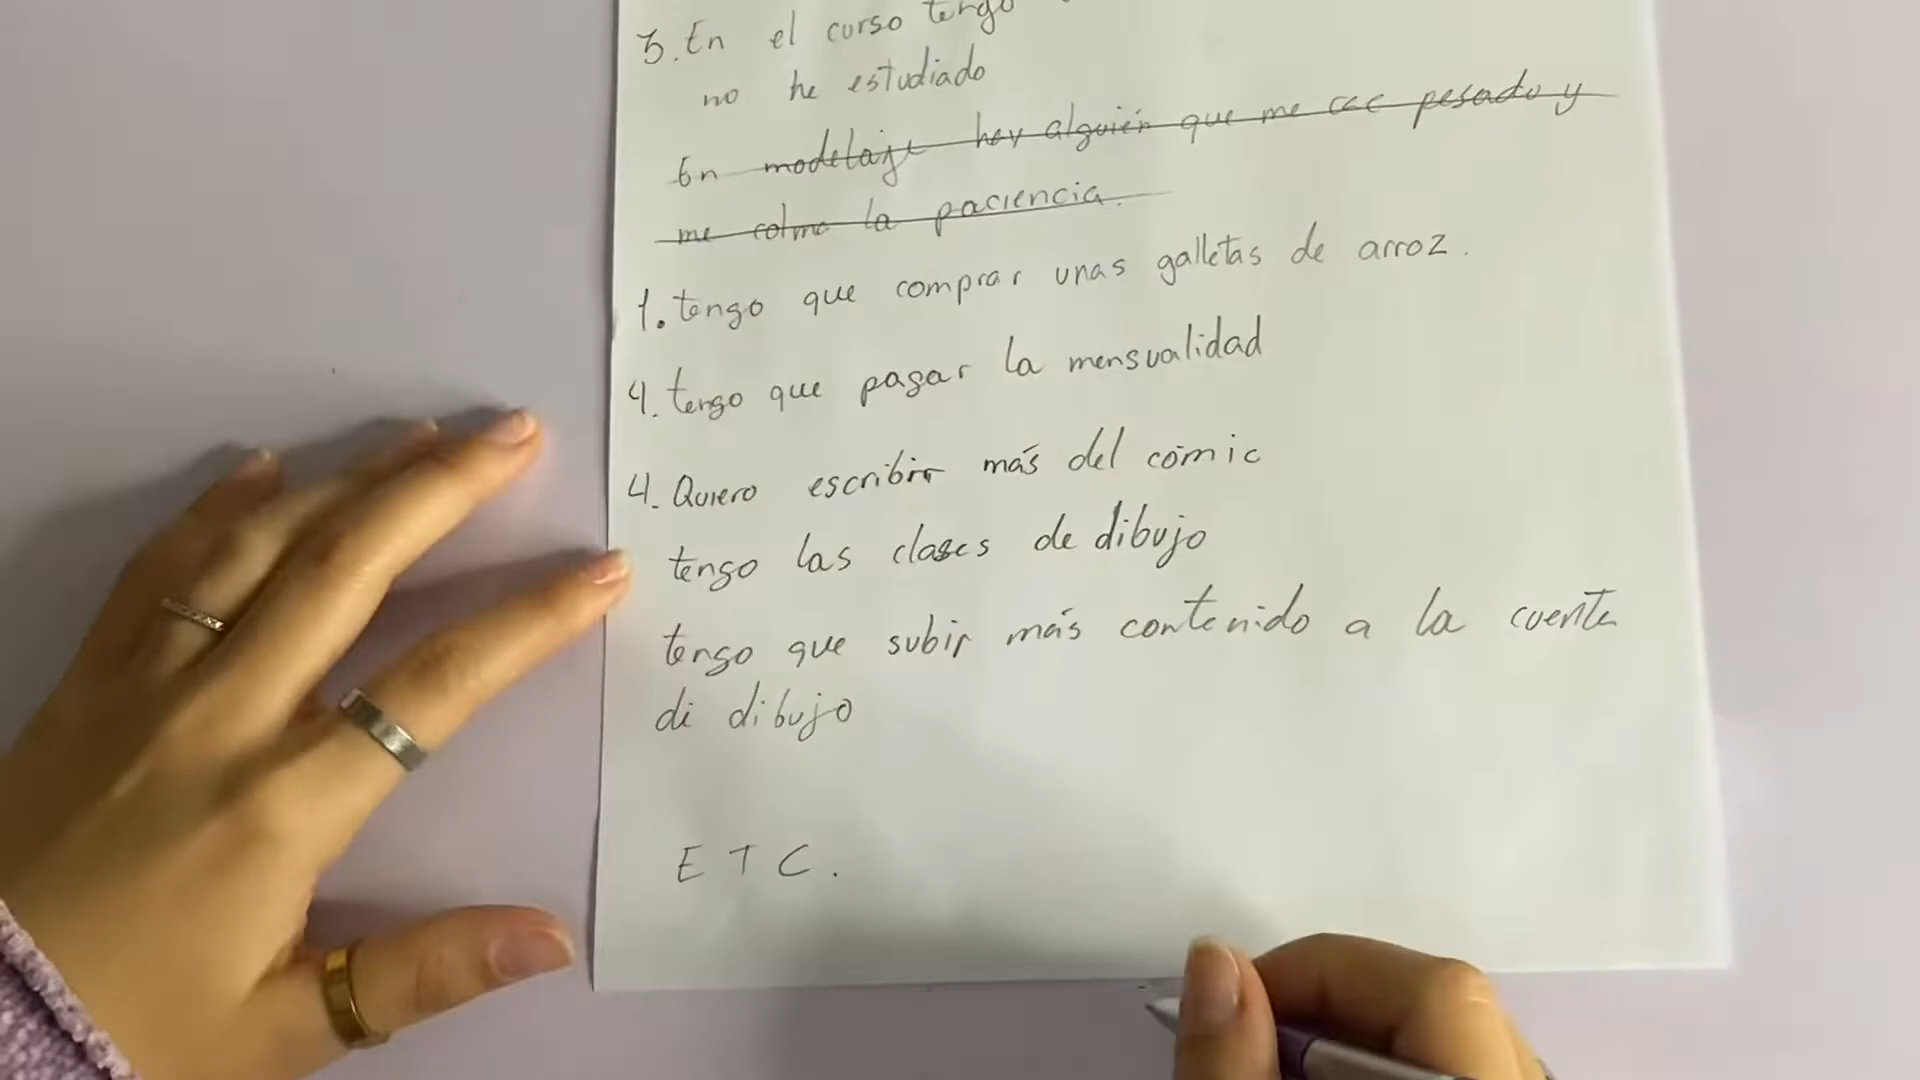 3. En el curso tengo
no he estudiado
En modelaje hay alguién que me cae pesado y
me colma la paciencia.
1. tengo que comprar unas galletas de arroz.
4. tengo que pagar la mensualidad
4. Quiero escribir más del cómic
tengo las clases de dibujo
tengo que subir más contenido a la cuenta
de dibujo
ETC.